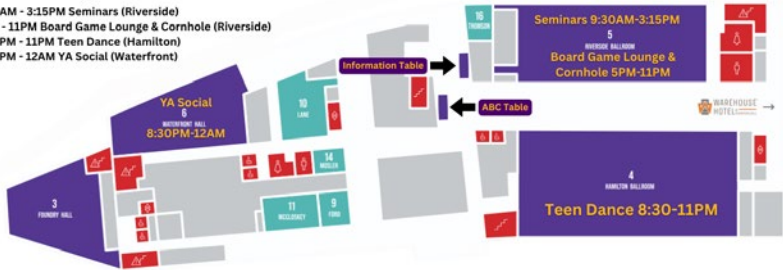 AM - 3:15PM Seminars (Riverside)
- 11PM Board Game Lounge & Cornhole (Riverside)
PM - 11PM Teen Dance (Hamilton)
PM - 12AM YA Social (Waterfront)
16
THOMSON
Seminars 9:30AM-3:15PM
5
RIVERSIDE BALLROOM
Board Game Lounge &
Cornhole 5PM-11PM
Information Table
ABC Table
WAREHOUSE
HOTEL
YA Social
6
WATERFRONT HALL
8:30PM-12AM
10
LANE
14
MOSLER
3
FOUNDRY HALL
11
MCCLOSKEY
9
FORD
4
HAMILTON BALLROOM
Teen Dance 8:30-11PM